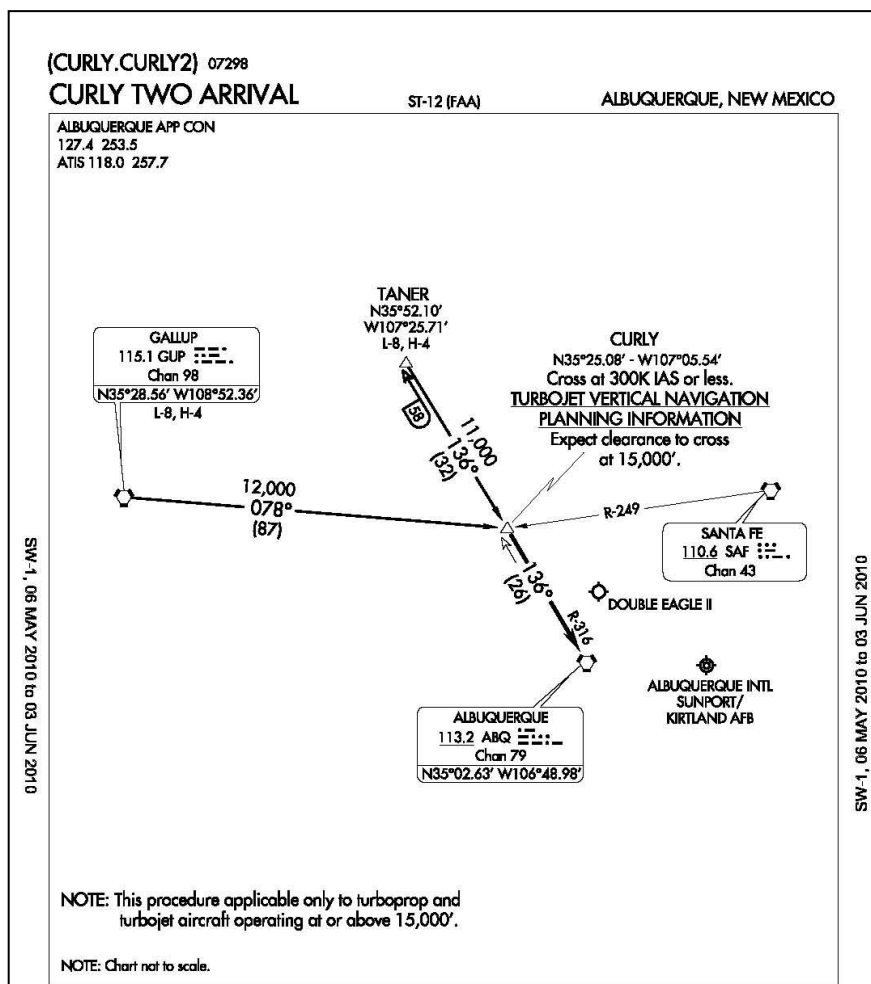 (CURLY.CURLY2) 07298
CURLY TWO ARRIVAL
ST-12 (FAA)
ALBUQUERQUE, NEW MEXICO
ALBUQUERQUE APP CON
127.4 253.5
ATIS 118.0 257.7
TANER
N35°52.10'
W107°25.71'
L-8, H-4
GALLUP
115.1 GUP
Chan 98
N35°28.56' W108°52.36'
L-8, H-4
CURLY
N35°25.08' - W107°05.54'
Cross at 300K IAS or less.
TURBOJET VERTICAL NAVIGATION
PLANNING INFORMATION
Expect clearance to cross
at 15,000'.
58
11,000
136°
(32)
12,000
078°
(87)
R-249
SANTA FE
110.6 SAF
Chan 43
136°
(26)
R-316
DOUBLE EAGLE II
ALBUQUERQUE INTL
SUNPORT/
KIRTLAND AFB
ALBUQUERQUE
113.2 ABQ
Chan 79
N35°02.63' W106°48.98'
NOTE: This procedure applicable only to turboprop and
turbojet aircraft operating at or above 15,000'.
NOTE: Chart not to scale.
SW-1, 06 MAY 2010 to 03 JUN 2010
SW-1, 06 MAY 2010 to 03 JUN 2010